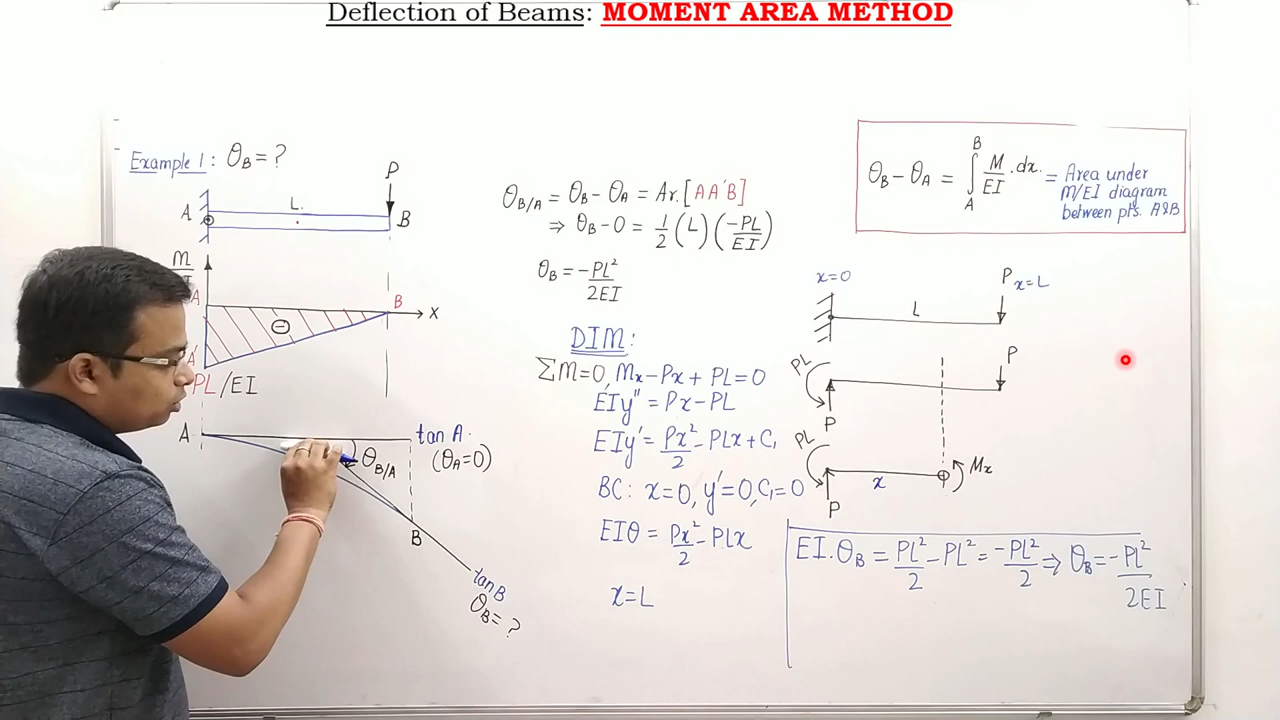 Deflection of Beams: MOMENT AREA METHOD
Example 1: θB = ?
P
L
A
B
M
A
B
x
⊖
A'
PL/EI
A
tan A
(θA=0)
θB/A
B
tan B
θB = ?
θB/A = θB - θA = Ar.[AA'B]
⇒ θB - 0 = 1/2 (L) (-PL/EI)
θB = -PL²/2EI
DIM:
ΣM=0, Mx - Px + PL = 0
EIy'' = Px - PL
EIy' = Px²/2 - PLx + C1
BC: x=0, y'=0, C1=0
EIθ = Px²/2 - PLx
x=L
θB - θA = ∫AB M/EI .dx. = Area under
M/EI diagram
between pts. A&B
x=0
P
x=L
L
PL
P
P
PL
Mx
x
P
EI.θB = PL²/2 - PL² = -PL²/2 ⇒ θB = -PL²/2EI